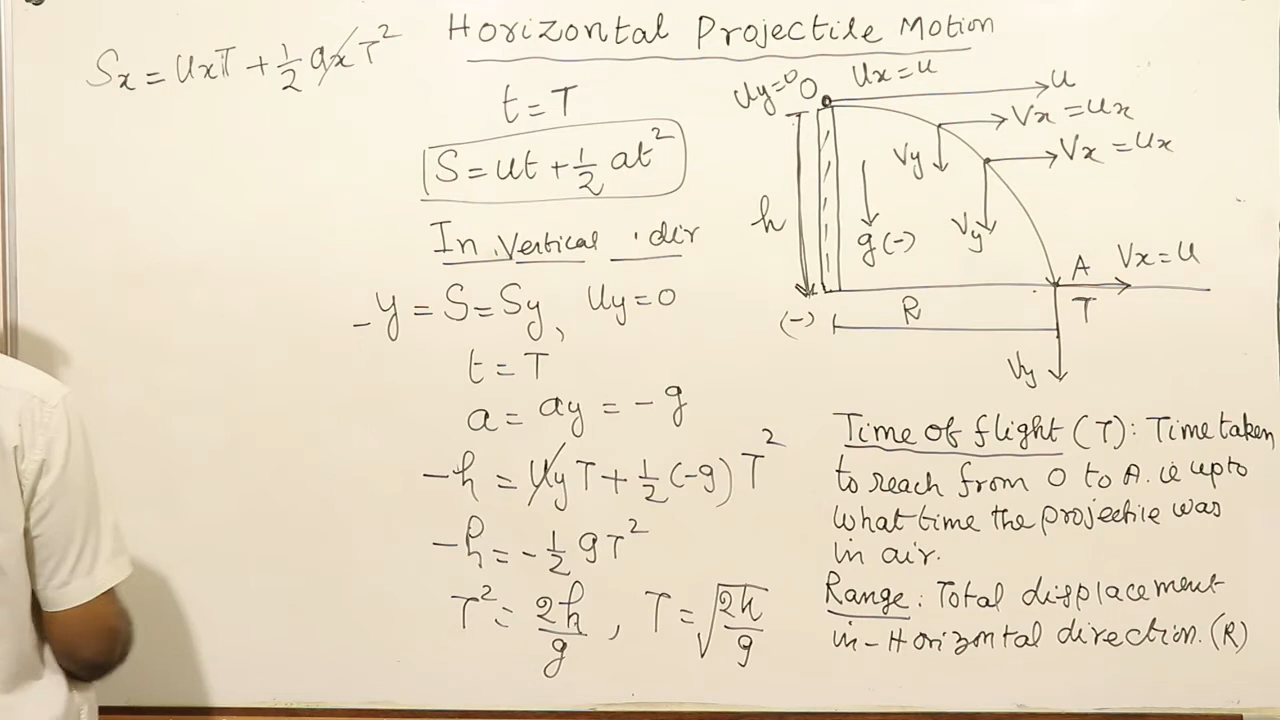 Horizontal Projectile Motion
Sx = UxT + 1/2 ax T²
t = T
S = ut + 1/2 at²
In Vertical dir
-y = S = Sy, Uy = 0
t = T
a = ay = -g
-h = UyT + 1/2 (-g) T²
-h = -1/2 gT²
T² = 2h/g , T = √2h/g
Uy=0 O Ux = u
u
Vx = Ux
Vy
Vx = Ux
Vy
h
g(-)
A Vx = u
(-) R T
Vy
Time of flight (T): Time taken
to reach from O to A. ie upto
what time the projectile was
in air.
Range: Total displacement
in-Horizontal direction. (R)